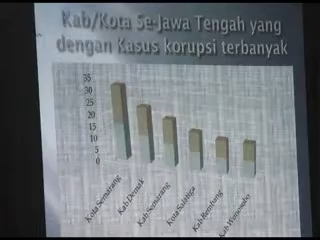 Kab/Kota Se-Jawa Tengah yang
dengan Kasus korupsi terbanyak
35
30
25
20
15
10
5
0
Kota Semarang
Kab Demak
Kab Semarang
Kota Salatiga
Kab Rembang
Kab Wonosobo